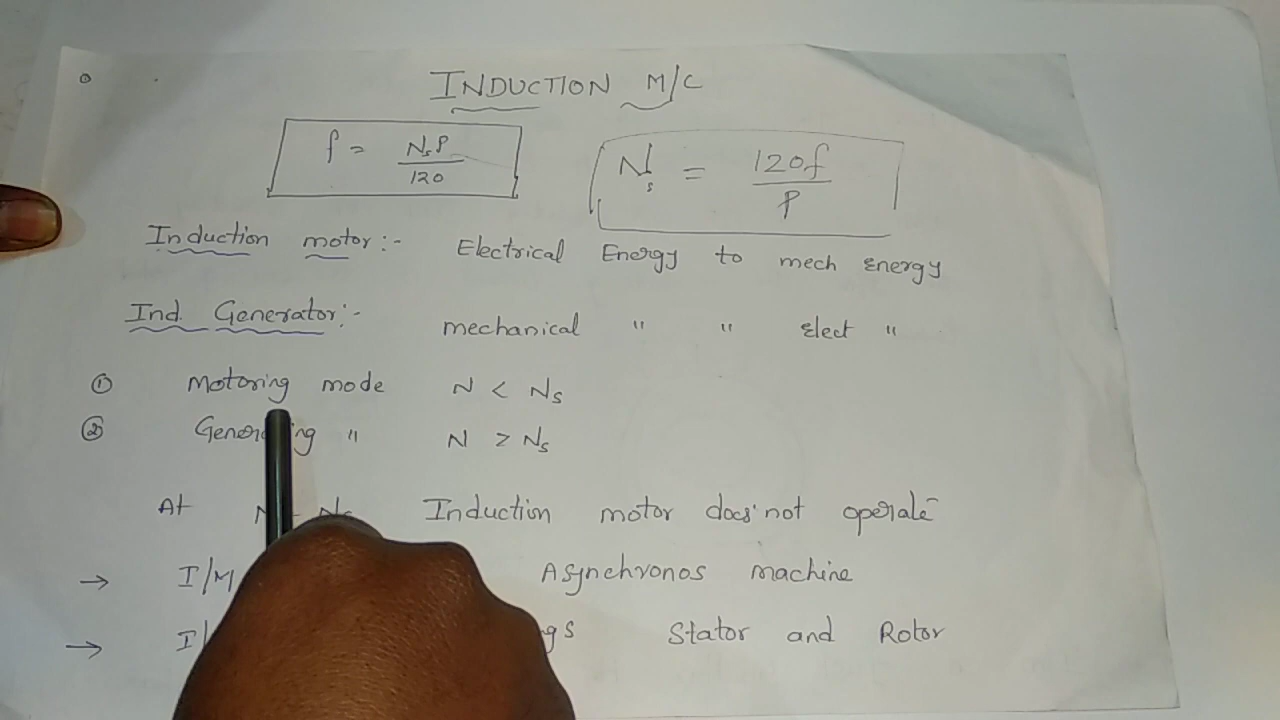 ①
INDUCTION M/C
f = NsP / 120
Ns = 120f / P
Induction motor:- Electrical Energy to mech energy
Ind. Generator:- mechanical " " Elect "
① Motoring mode N < Ns
② " N > Ns
At Induction motor does not operate
→ I/M Asynchronos machine
→ Stator and Rotor